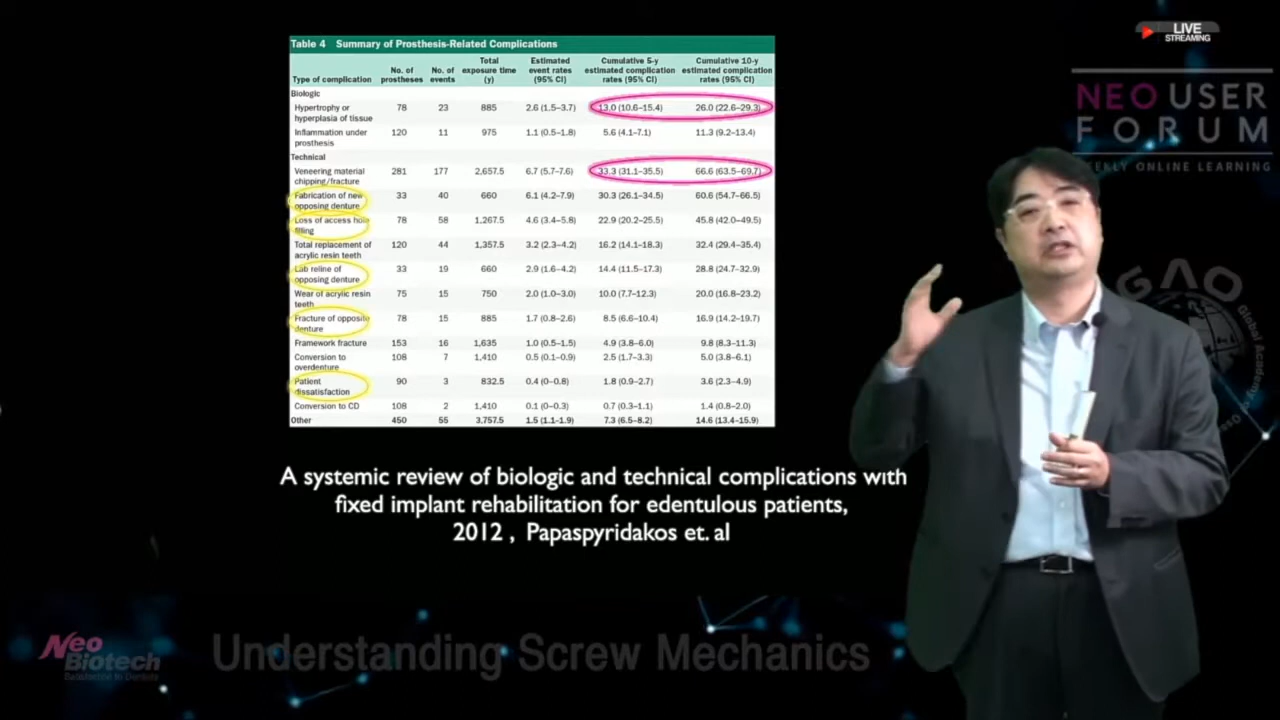 LIVE
STREAMING
NEO USER
FORUM
EEKLY ONLINE LEARNING
GAO
Table 4 Summary of Prosthesis-Related Complications
Type of complication No. of prostheses No. of events Total exposure time (y) Estimated event rates (95% CI) Cumulative 5-y estimated complication rates (95% CI) Cumulative 10-y estimated complication rates (95% CI)
Biologic
Hypertrophy or 78 23 885 2.6 (1.5–3.7) 13.0 (10.6–15.4) 26.0 (22.6–29.3)
hyperplasia of tissue
Inflammation under 120 11 975 1.1 (0.5–1.8) 5.6 (4.1–7.1) 11.3 (9.2–13.4)
prosthesis
Technical
Veneering material 281 177 2,657.5 6.7 (5.7–7.6) 33.3 (31.1–35.5) 66.6 (63.5–69.7)
chipping/fracture
Fabrication of new 33 40 660 6.1 (4.2–7.9) 30.3 (26.1–34.5) 60.6 (54.7–66.5)
opposing denture
Loss of access hole 78 58 1,267.5 4.6 (3.4–5.8) 22.9 (20.2–25.5) 45.8 (42.0–49.5)
filling
Total replacement of 120 44 1,357.5 3.2 (2.3–4.2) 16.2 (14.1–18.3) 32.4 (29.4–35.4)
acrylic resin teeth
Lab reline of 33 19 660 2.9 (1.6–4.2) 14.4 (11.5–17.3) 28.8 (24.7–32.9)
opposing denture
Wear of acrylic resin 75 15 750 2.0 (1.0–3.0) 10.0 (7.7–12.3) 20.0 (16.8–23.2)
teeth
Fracture of opposite 78 15 885 1.7 (0.8–2.6) 8.5 (6.6–10.4) 16.9 (14.2–19.7)
denture
Framework fracture 153 16 1,635 1.0 (0.5–1.5) 4.9 (3.8–6.0) 9.8 (8.3–11.3)
Conversion to 108 7 1,410 0.5 (0.1–0.9) 2.5 (1.7–3.3) 5.0 (3.8–6.1)
overdenture
Patient 90 3 832.5 0.4 (0–0.8) 1.8 (0.9–2.7) 3.6 (2.3–4.9)
dissatisfaction
Conversion to CD 108 2 1,410 0.1 (0–0.3) 0.7 (0.3–1.1) 1.4 (0.8–2.0)
Other 450 55 3,757.5 1.5 (1.1–1.9) 7.3 (6.5–8.2) 14.6 (13.4–15.9)
A systemic review of biologic and technical complications with
fixed implant rehabilitation for edentulous patients,
2012 , Papaspyridakos et. al
Neo
Biotech
Understanding Screw Mechanics